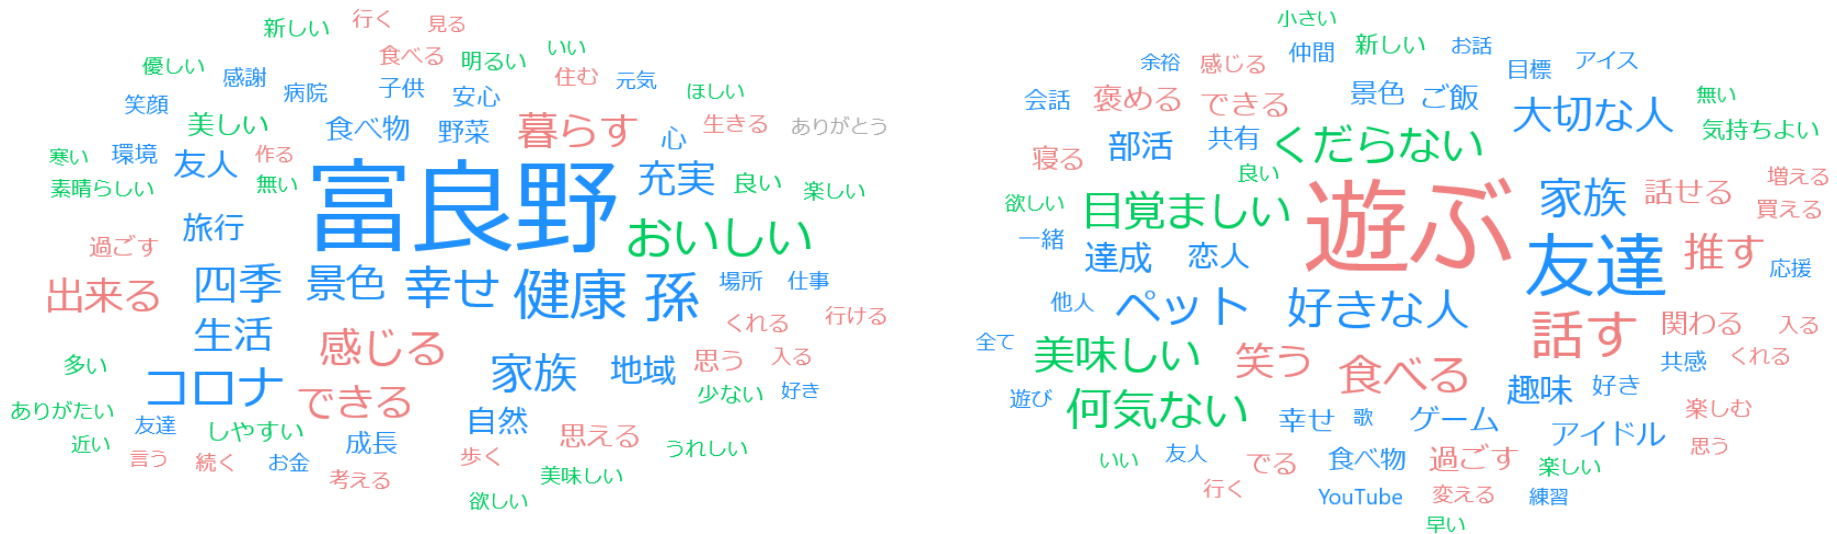 新しい
行く
見る
食べる
明るい
いい
優しい
感謝
病院
子供
安心
住む
元気
ほしい
笑顔
美しい
食べ物
野菜
暮らす
心
生きる
ありがとう
寒い
環境
友人
作る
素晴らしい
無い
富良野
充実
良い
楽しい
旅行
おいしい
過ごす
出来る
四季
景色
幸せ
健康
孫
場所
仕事
生活
感じる
くれる
行ける
多い
コロナ
できる
家族
地域
思う
入る
少ない
好き
ありがたい
友達
しやすい
自然
近い
言う
続く
お金
成長
思える
歩く
うれしい
考える
美味しい
欲しい
小さい
余裕
感じる
仲間
新しい
お話
目標
アイス
会話
褒める
できる
景色
ご飯
大切な人
無い
気持ちよい
寝る
部活
共有
くだらない
良い
欲しい
目覚ましい
遊ぶ
家族
話せる
増える
買える
一緒
達成
恋人
友達
推す
応援
他人
ペット
好きな人
話す
関わる
入る
全て
美味しい
笑う
食べる
共感
くれる
遊び
何気ない
趣味
好き
幸せ
歌
ゲーム
アイドル
楽しむ
思う
いい
友人
でる
食べ物
過ごす
楽しい
行く
YouTube
変える
練習
早い